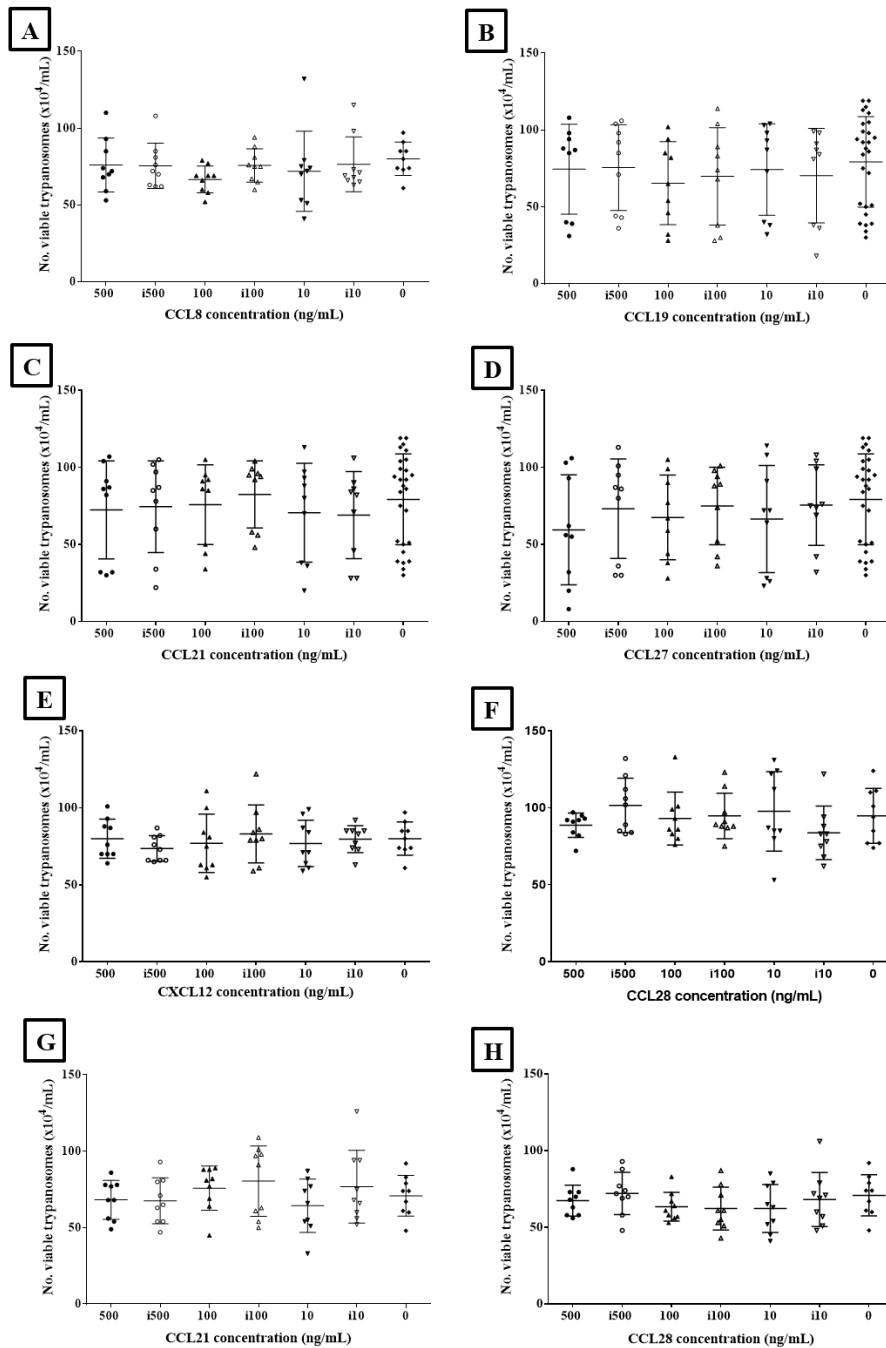 A
No. viable trypanosomes (x10⁴/mL)
150
100
50
0
500 i500 100 i100 10 i10 0
CCL8 concentration (ng/mL)
B
No. viable trypanosomes (x10⁴/mL)
150
100
50
0
500 i500 100 i100 10 i10 0
CCL19 concentration (ng/mL)
C
No. viable trypanosomes (x10⁴/mL)
150
100
50
0
500 i500 100 i100 10 i10 0
CCL21 concentration (ng/mL)
D
No. viable trypanosomes (x10⁴/mL)
150
100
50
0
500 i500 100 i100 10 i10 0
CCL27 concentration (ng/mL)
E
No. viable trypanosomes (x10⁴/mL)
150
100
50
0
500 i500 100 i100 10 i10 0
CXCL12 concentration (ng/mL)
F
No. viable trypanosomes (x10⁴/mL)
150
100
50
0
500 i500 100 i100 10 i10 0
CCL28 concentration (ng/mL)
G
No. viable trypanosomes (x10⁴/mL)
150
100
50
0
500 i500 100 i100 10 i10 0
CCL21 concentration (ng/mL)
H
No. viable trypanosomes (x10⁴/mL)
150
100
50
0
500 i500 100 i100 10 i10 0
CCL28 concentration (ng/mL)